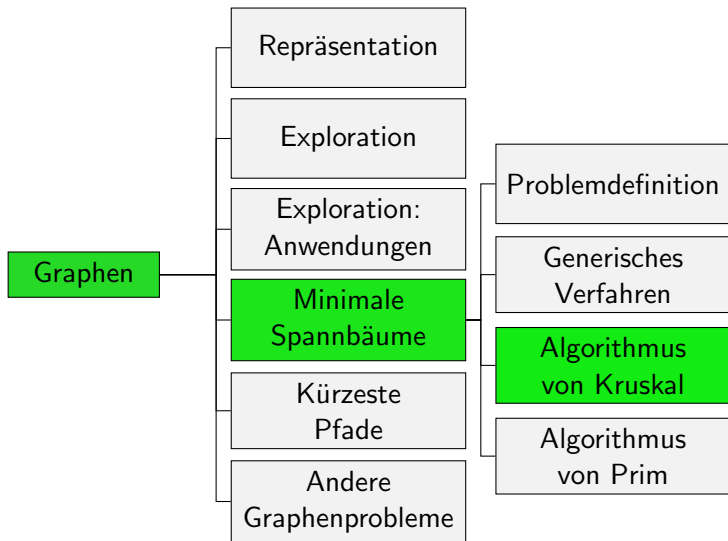 Graphen
Repräsentation
Exploration
Exploration:
Anwendungen
Minimale
Spannbäume
Kürzeste
Pfade
Andere
Graphenprobleme
Problemdefinition
Generisches
Verfahren
Algorithmus
von Kruskal
Algorithmus
von Prim